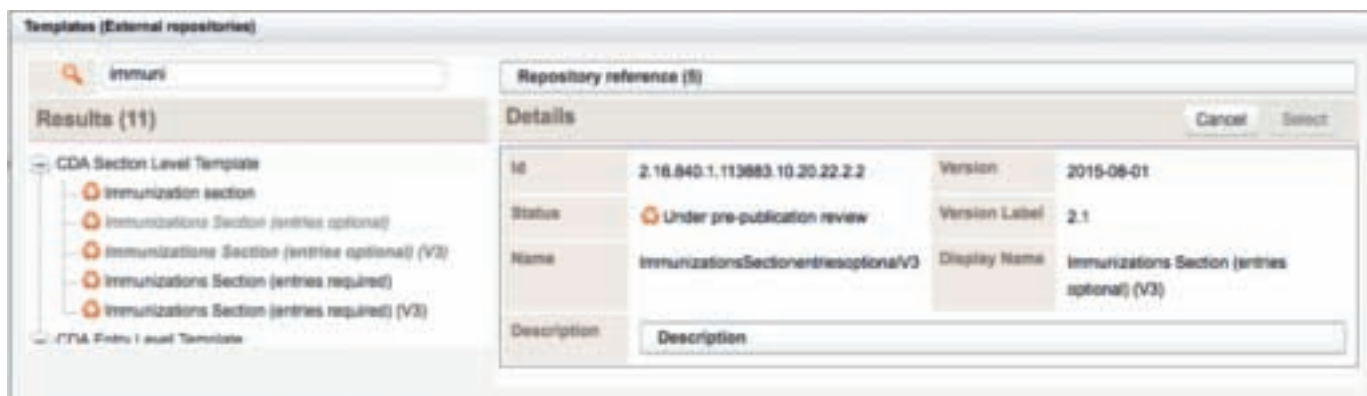 Templates (External repositories)
immuni
Results (11)
CDA Section Level Template
Immunization section
Immunizations Section (entries optional)
Immunizations Section (entries optional) (V3)
Immunizations Section (entries required)
Immunizations Section (entries required) (V3)
CDA Entry Level Template
Repository reference (5)
Details
Cancel Select
Id 2.16.840.1.113883.10.20.22.2.2 Version 2015-08-01
Status Under pre-publication review Version Label 2.1
Name ImmunizationsSectionentriesoptionalV3 Display Name Immunizations Section (entries
optional) (V3)
Description Description